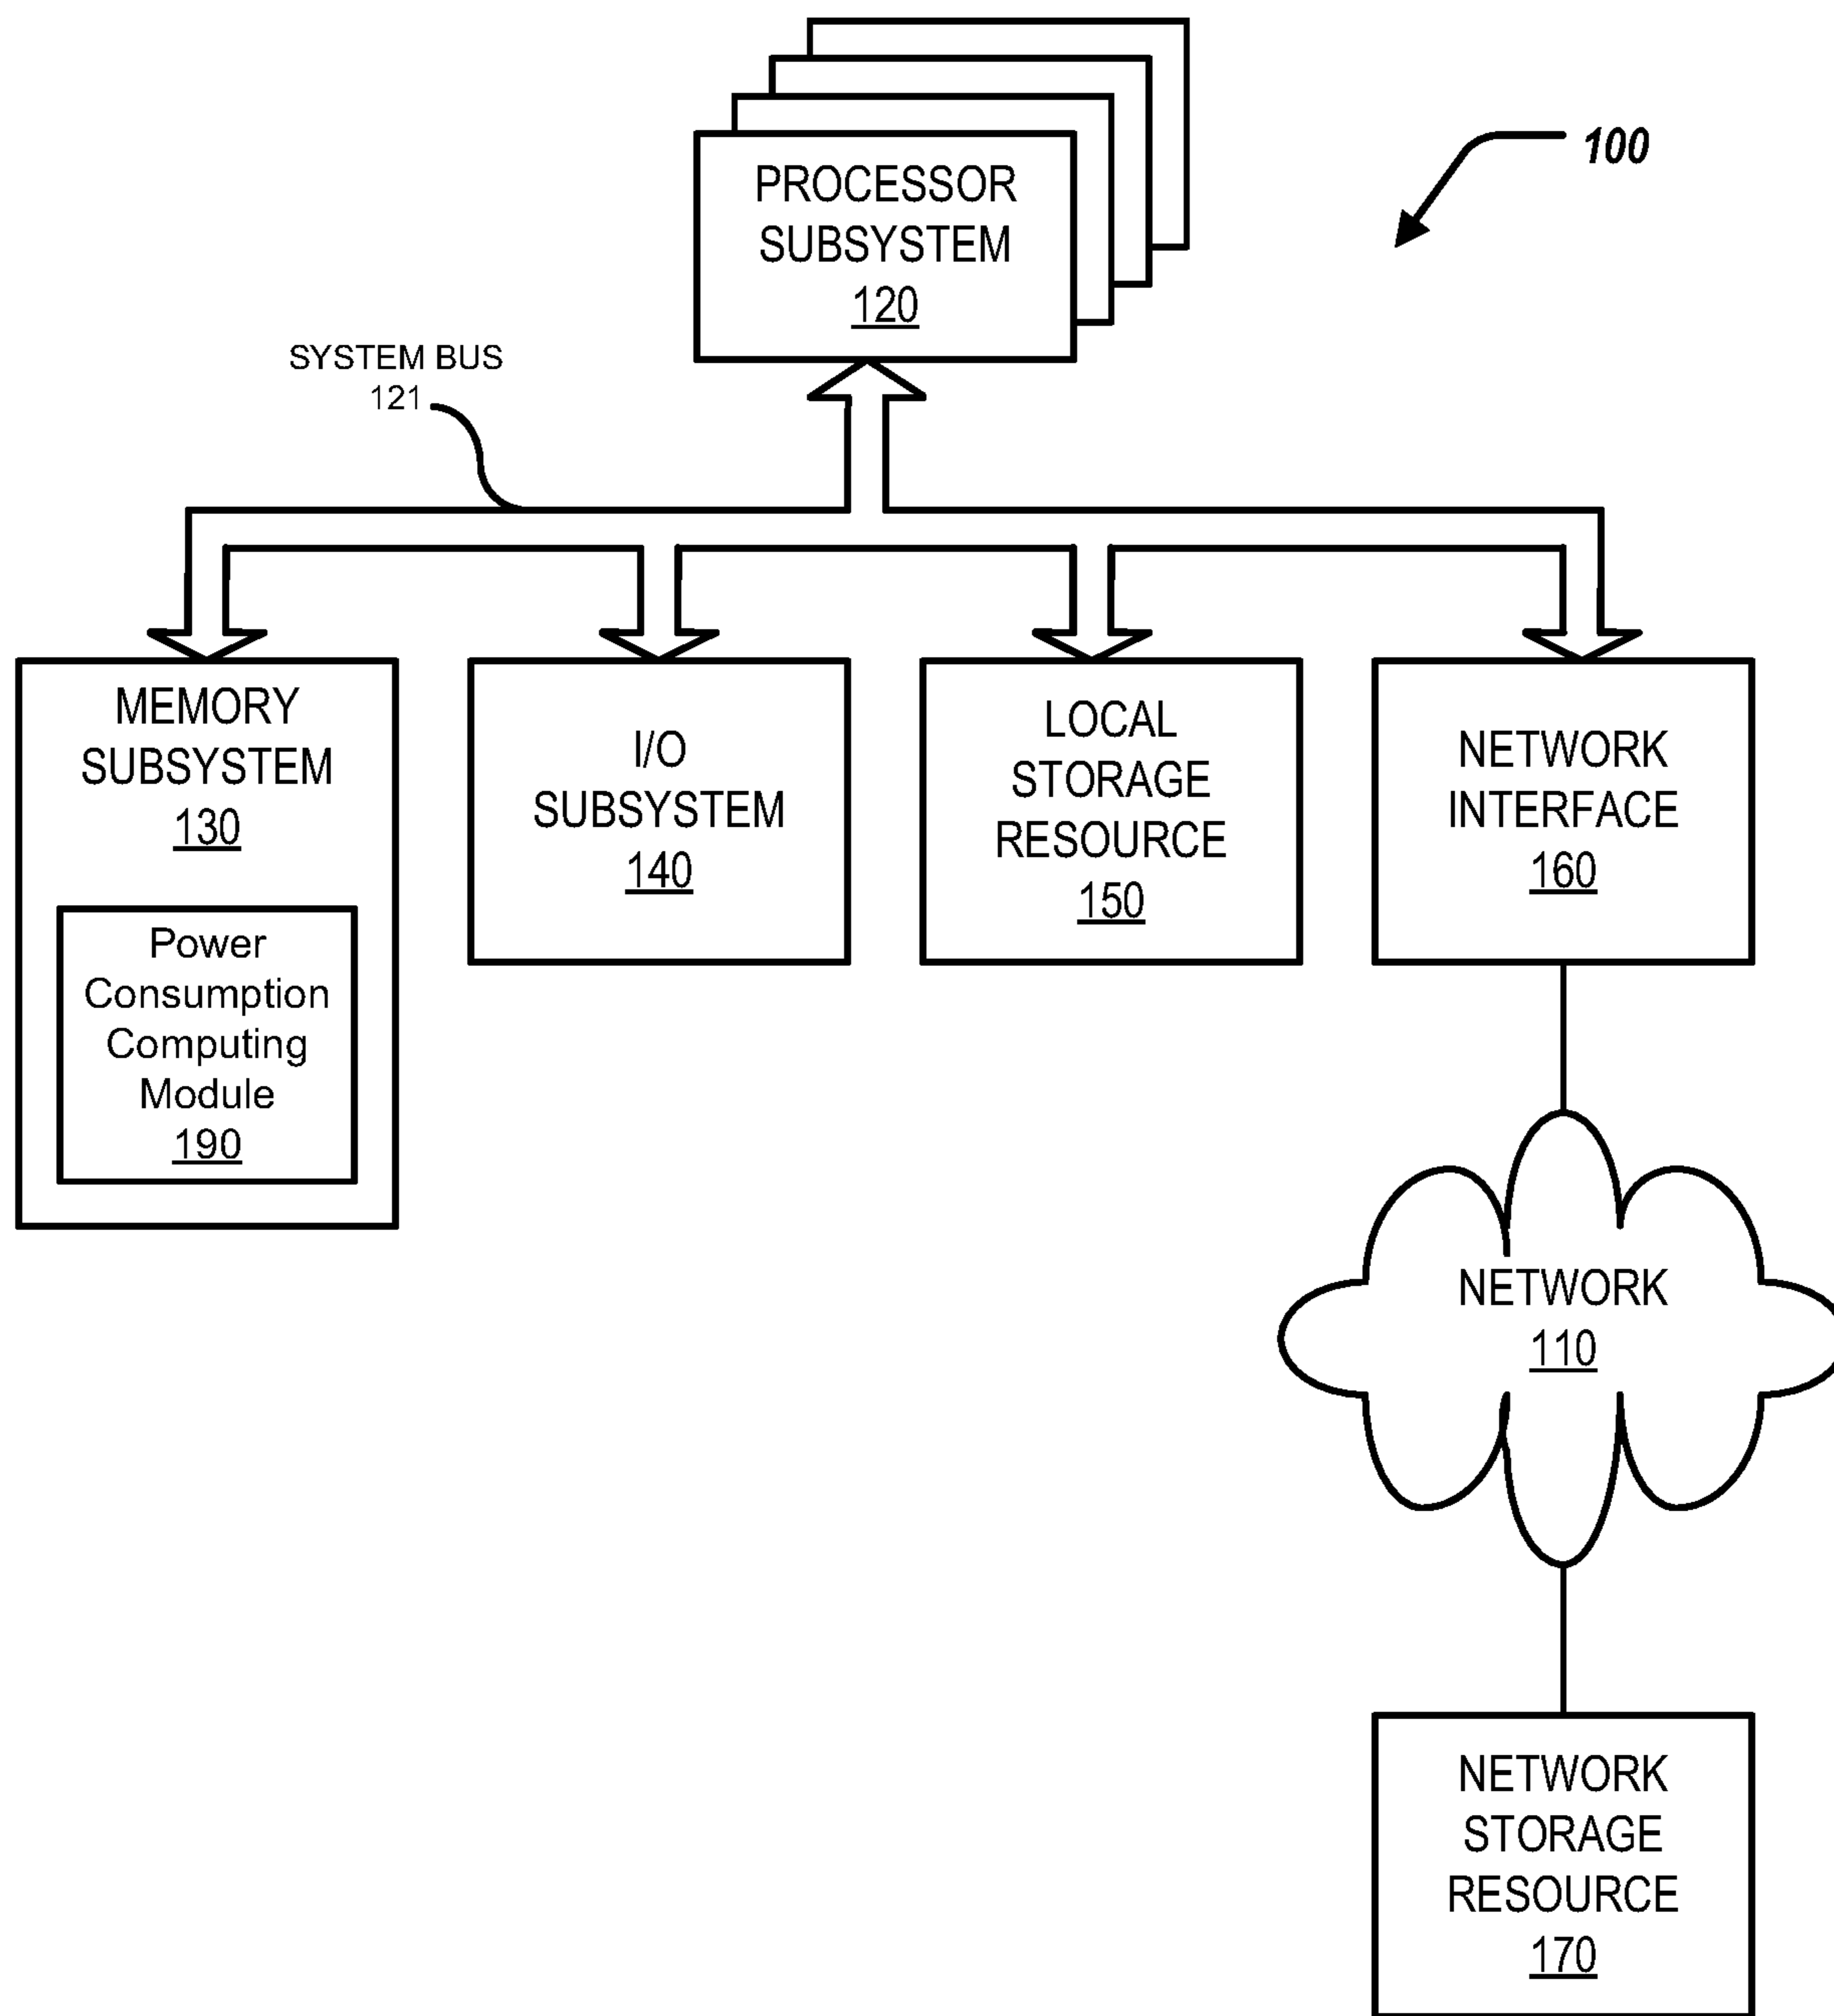 100
PROCESSOR
SUBSYSTEM
120
SYSTEM BUS
121
MEMORY
SUBSYSTEM
130
Power
Consumption
Computing
Module
190
I/O
SUBSYSTEM
140
LOCAL
STORAGE
RESOURCE
150
NETWORK
INTERFACE
160
NETWORK
110
NETWORK
STORAGE
RESOURCE
170